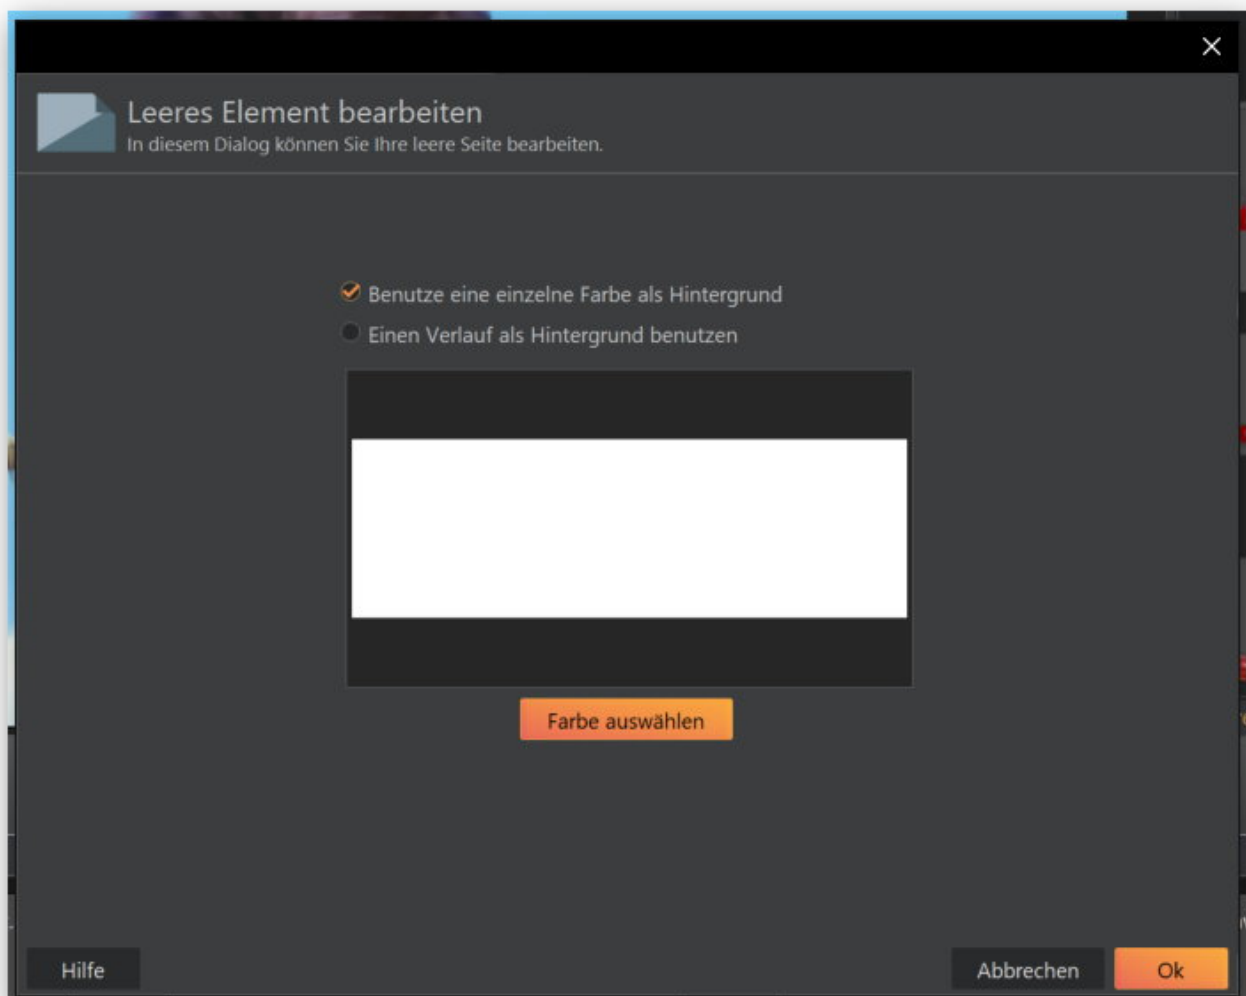 Leeres Element bearbeiten
In diesem Dialog können Sie Ihre leere Seite bearbeiten.
Benutze eine einzelne Farbe als Hintergrund
Einen Verlauf als Hintergrund benutzen
Farbe auswählen
Hilfe
Abbrechen
Ok